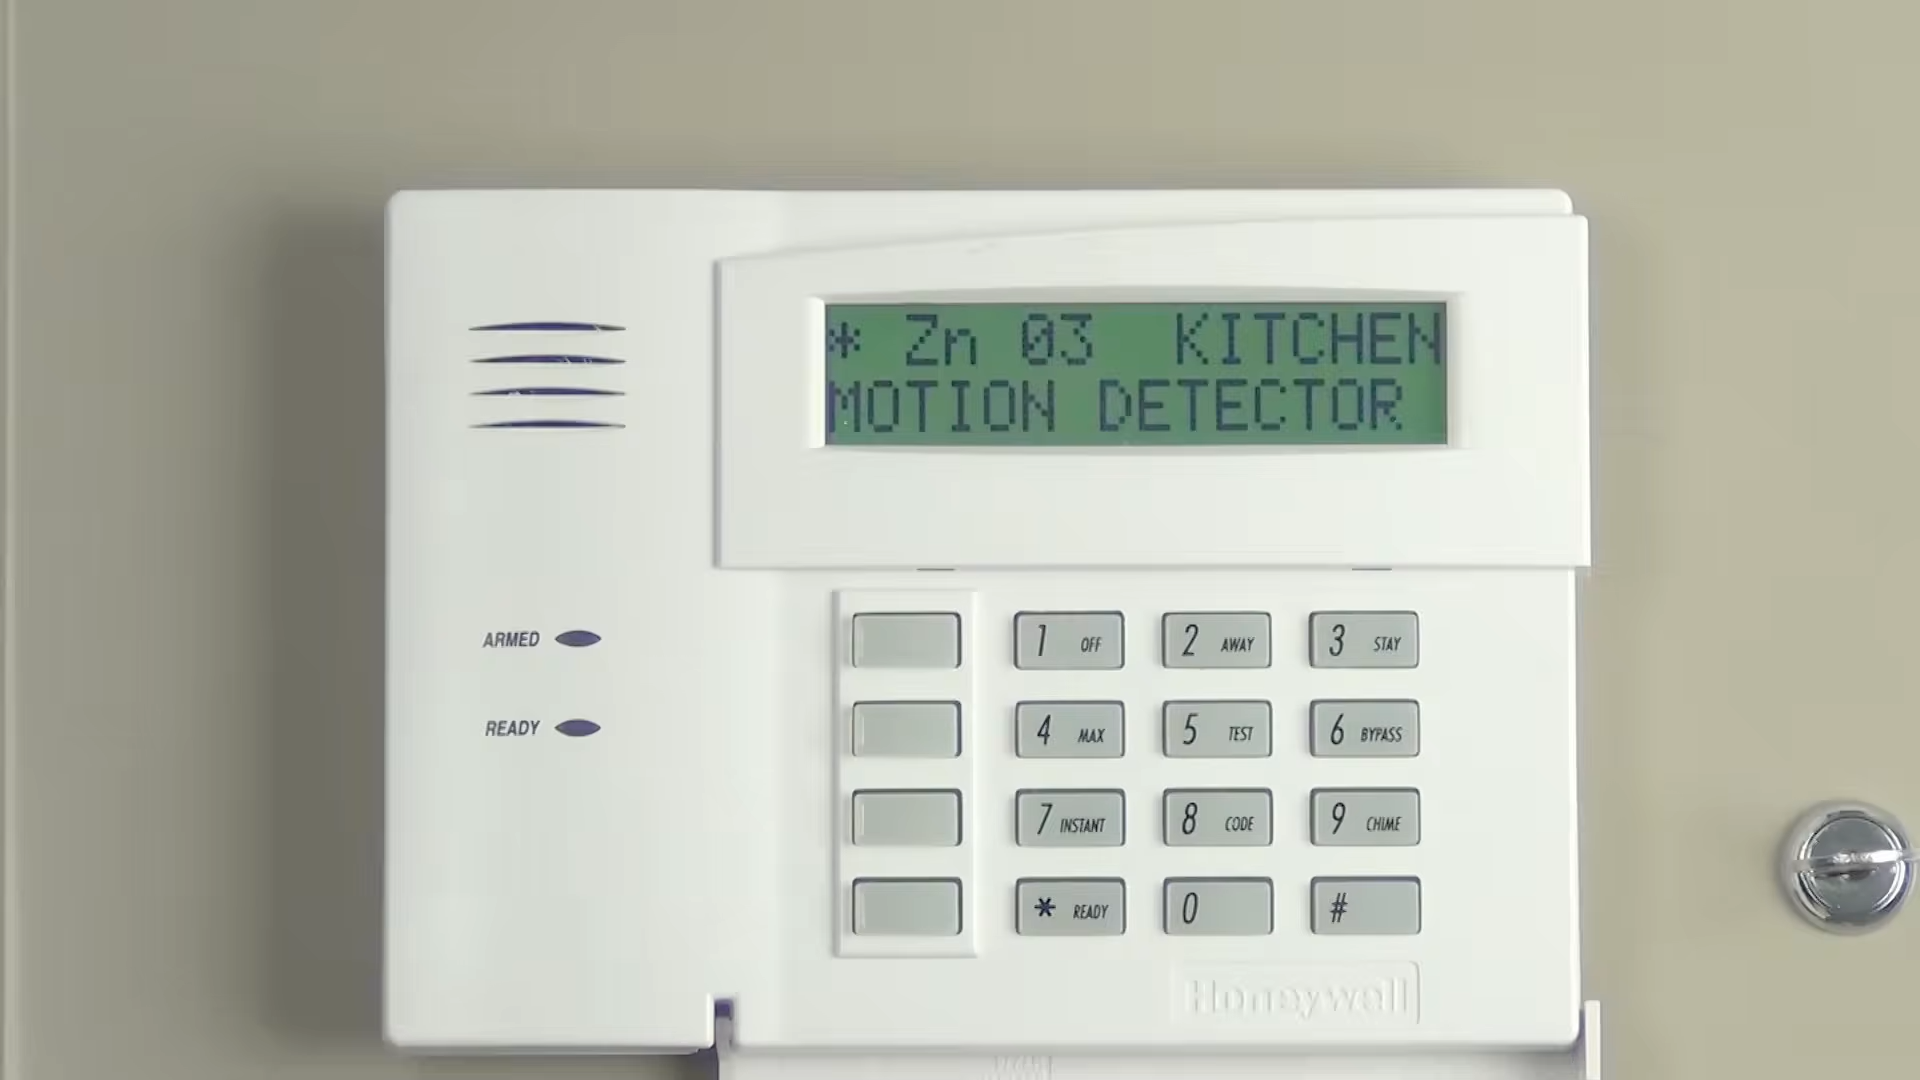 * Zn 03 KITCHEN
MOTION DETECTOR
ARMED
READY
1 OFF
2 AWAY
3 STAY
4 MAX
5 TEST
6 BYPASS
7 INSTANT
8 CODE
9 CHIME
* READY
0
#
Honeywell